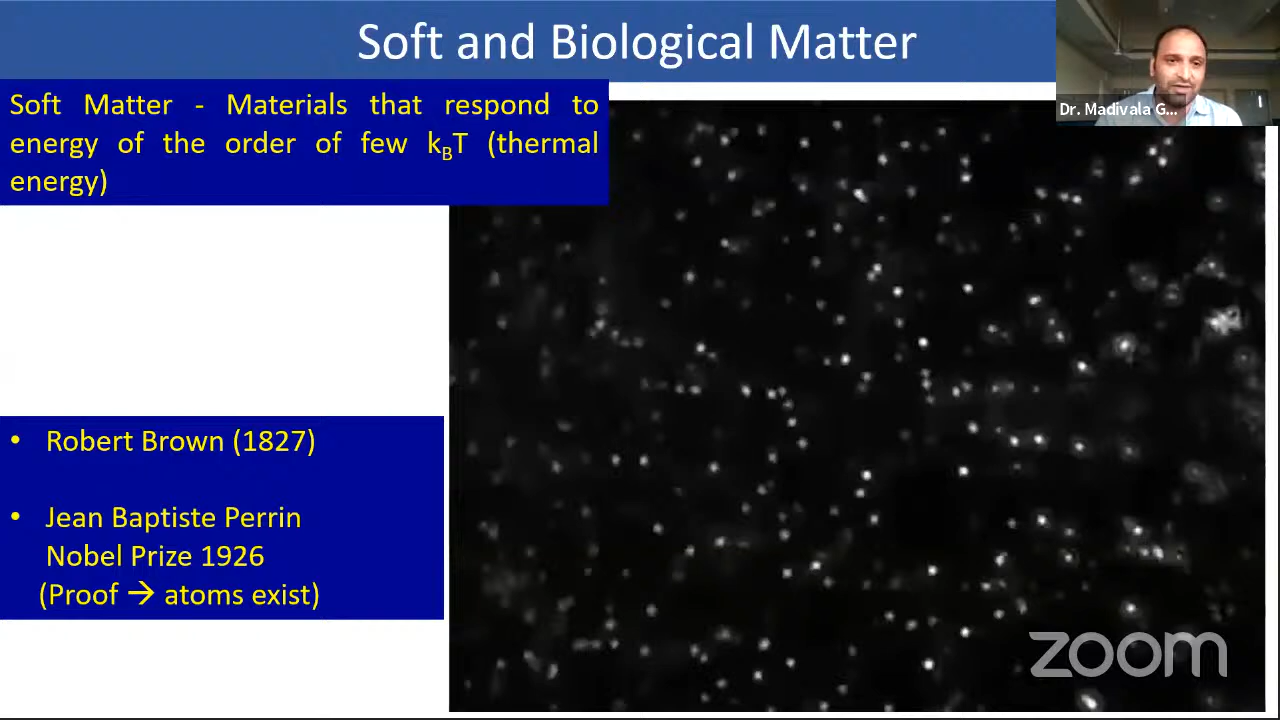 Soft and Biological Matter
Dr. Madivala G...
Soft Matter - Materials that respond to
energy of the order of few kBT (thermal
energy)
• Robert Brown (1827)
• Jean Baptiste Perrin
Nobel Prize 1926
(Proof → atoms exist)
zoom